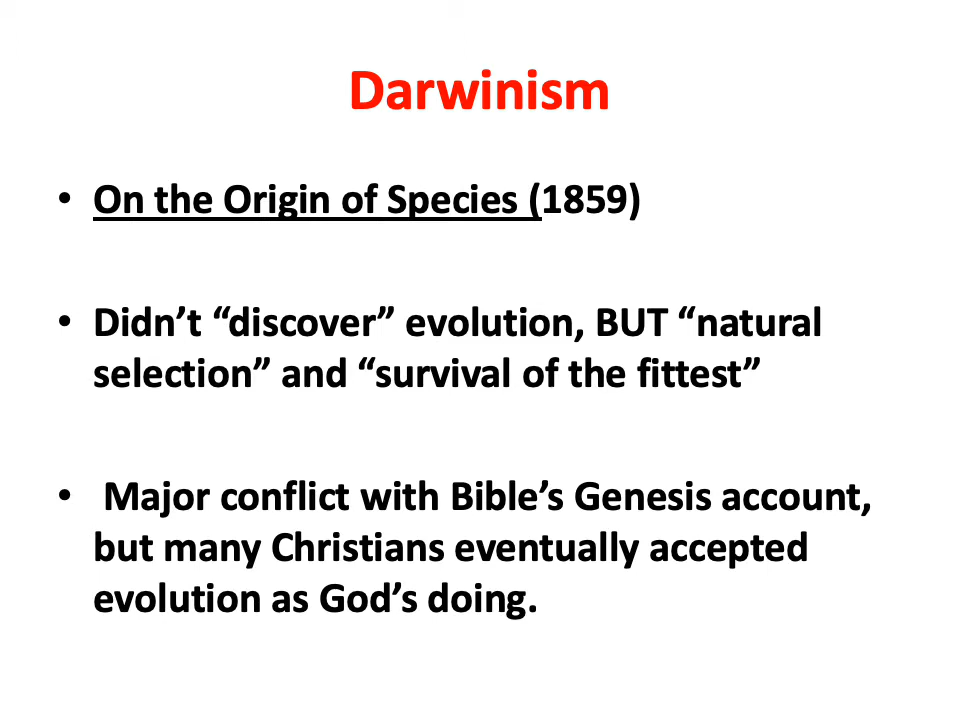 Darwinism
• On the Origin of Species (1859)
• Didn’t “discover” evolution, BUT “natural
selection” and “survival of the fittest”
• Major conflict with Bible’s Genesis account,
but many Christians eventually accepted
evolution as God’s doing.